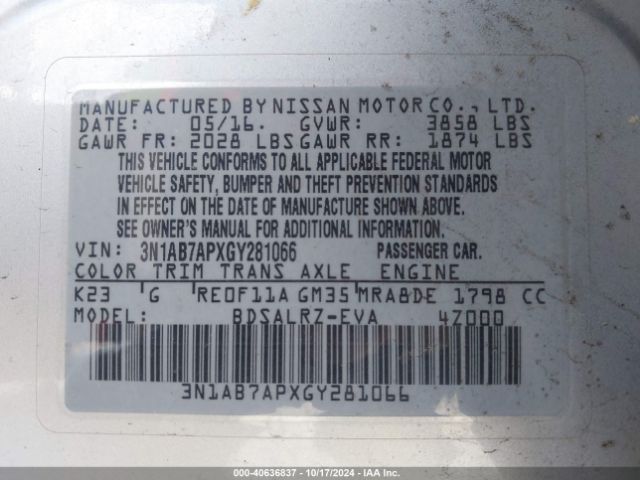 MANUFACTURED BY NISSAN MOTOR CO., LTD.
DATE: 05/16. GVWR: 3858 LBS
GAWR FR: 2028 LBS GAWR RR: 1874 LBS
THIS VEHICLE CONFORMS TO ALL APPLICABLE FEDERAL MOTOR
VEHICLE SAFETY, BUMPER AND THEFT PREVENTION STANDARDS
IN EFFECT ON THE DATE OF MANUFACTURE SHOWN ABOVE.
SEE OWNER'S MANUAL FOR ADDITIONAL INFORMATION.
VIN: 3N1AB7APXGY281066 PASSENGER CAR.
COLOR TRIM TRANS AXLE ENGINE
K23 G RE0F11A GM35 MRA8DE 1798 CC
MODEL: BDSALRZ-EVA 4Z000
3N1AB7APXGY281066
000-40636837 - 10/17/2024 - IAAI.com